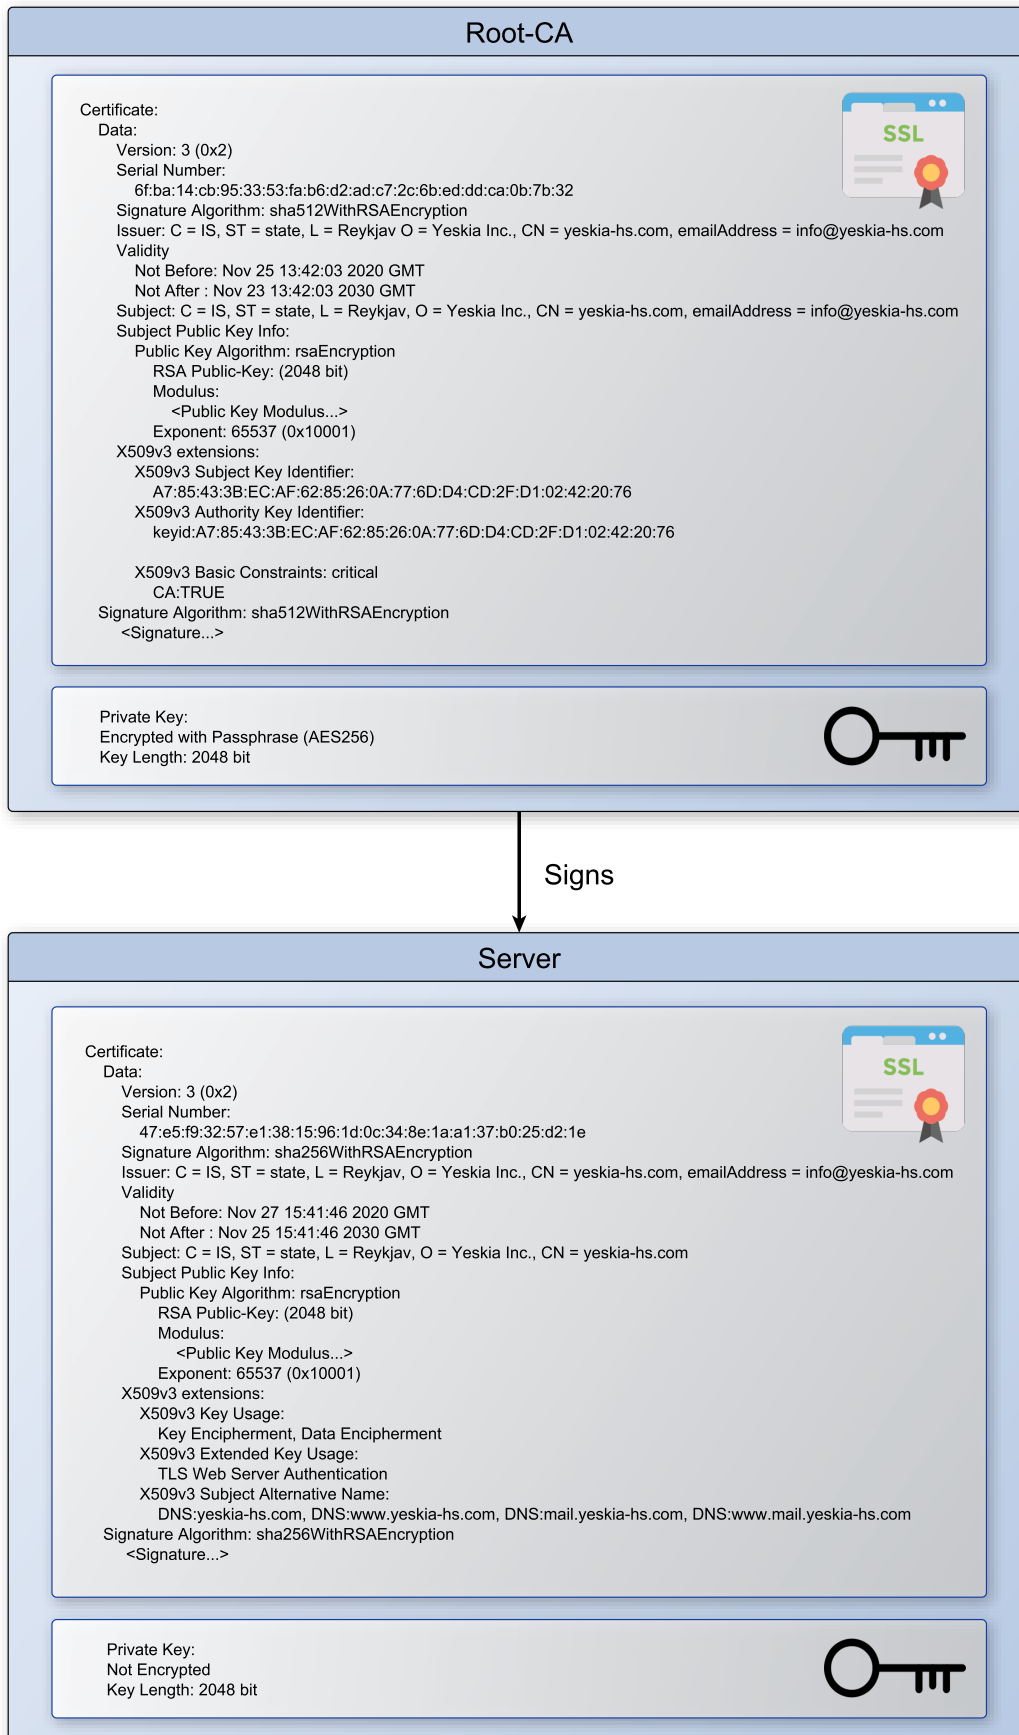 Root-CA
Certificate:
Data:
Version: 3 (0x2)
Serial Number:
6f:ba:14:cb:95:33:53:fa:b6:d2:ad:c7:2c:6b:ed:dd:ca:0b:7b:32
Signature Algorithm: sha512WithRSAEncryption
Issuer: C = IS, ST = state, L = Reykjav O = Yeskia Inc., CN = yeskia-hs.com, emailAddress = info@yeskia-hs.com
Validity
Not Before: Nov 25 13:42:03 2020 GMT
Not After : Nov 23 13:42:03 2030 GMT
Subject: C = IS, ST = state, L = Reykjav, O = Yeskia Inc., CN = yeskia-hs.com, emailAddress = info@yeskia-hs.com
Subject Public Key Info:
Public Key Algorithm: rsaEncryption
RSA Public-Key: (2048 bit)
Modulus:
<Public Key Modulus...>
Exponent: 65537 (0x10001)
X509v3 extensions:
X509v3 Subject Key Identifier:
A7:85:43:3B:EC:AF:62:85:26:0A:77:6D:D4:CD:2F:D1:02:42:20:76
X509v3 Authority Key Identifier:
keyid:A7:85:43:3B:EC:AF:62:85:26:0A:77:6D:D4:CD:2F:D1:02:42:20:76
X509v3 Basic Constraints: critical
CA:TRUE
Signature Algorithm: sha512WithRSAEncryption
<Signature...>
SSL
Private Key:
Encrypted with Passphrase (AES256)
Key Length: 2048 bit
Signs
Server
Certificate:
Data:
Version: 3 (0x2)
Serial Number:
47:e5:f9:32:57:e1:38:15:96:1d:0c:34:8e:1a:a1:37:b0:25:d2:1e
Signature Algorithm: sha256WithRSAEncryption
Issuer: C = IS, ST = state, L = Reykjav, O = Yeskia Inc., CN = yeskia-hs.com, emailAddress = info@yeskia-hs.com
Validity
Not Before: Nov 27 15:41:46 2020 GMT
Not After : Nov 25 15:41:46 2030 GMT
Subject: C = IS, ST = state, L = Reykjav, O = Yeskia Inc., CN = yeskia-hs.com
Subject Public Key Info:
Public Key Algorithm: rsaEncryption
RSA Public-Key: (2048 bit)
Modulus:
<Public Key Modulus...>
Exponent: 65537 (0x10001)
X509v3 extensions:
X509v3 Key Usage:
Key Encipherment, Data Encipherment
X509v3 Extended Key Usage:
TLS Web Server Authentication
X509v3 Subject Alternative Name:
DNS:yeskia-hs.com, DNS:www.yeskia-hs.com, DNS:mail.yeskia-hs.com, DNS:www.mail.yeskia-hs.com
Signature Algorithm: sha256WithRSAEncryption
<Signature...>
SSL
Private Key:
Not Encrypted
Key Length: 2048 bit